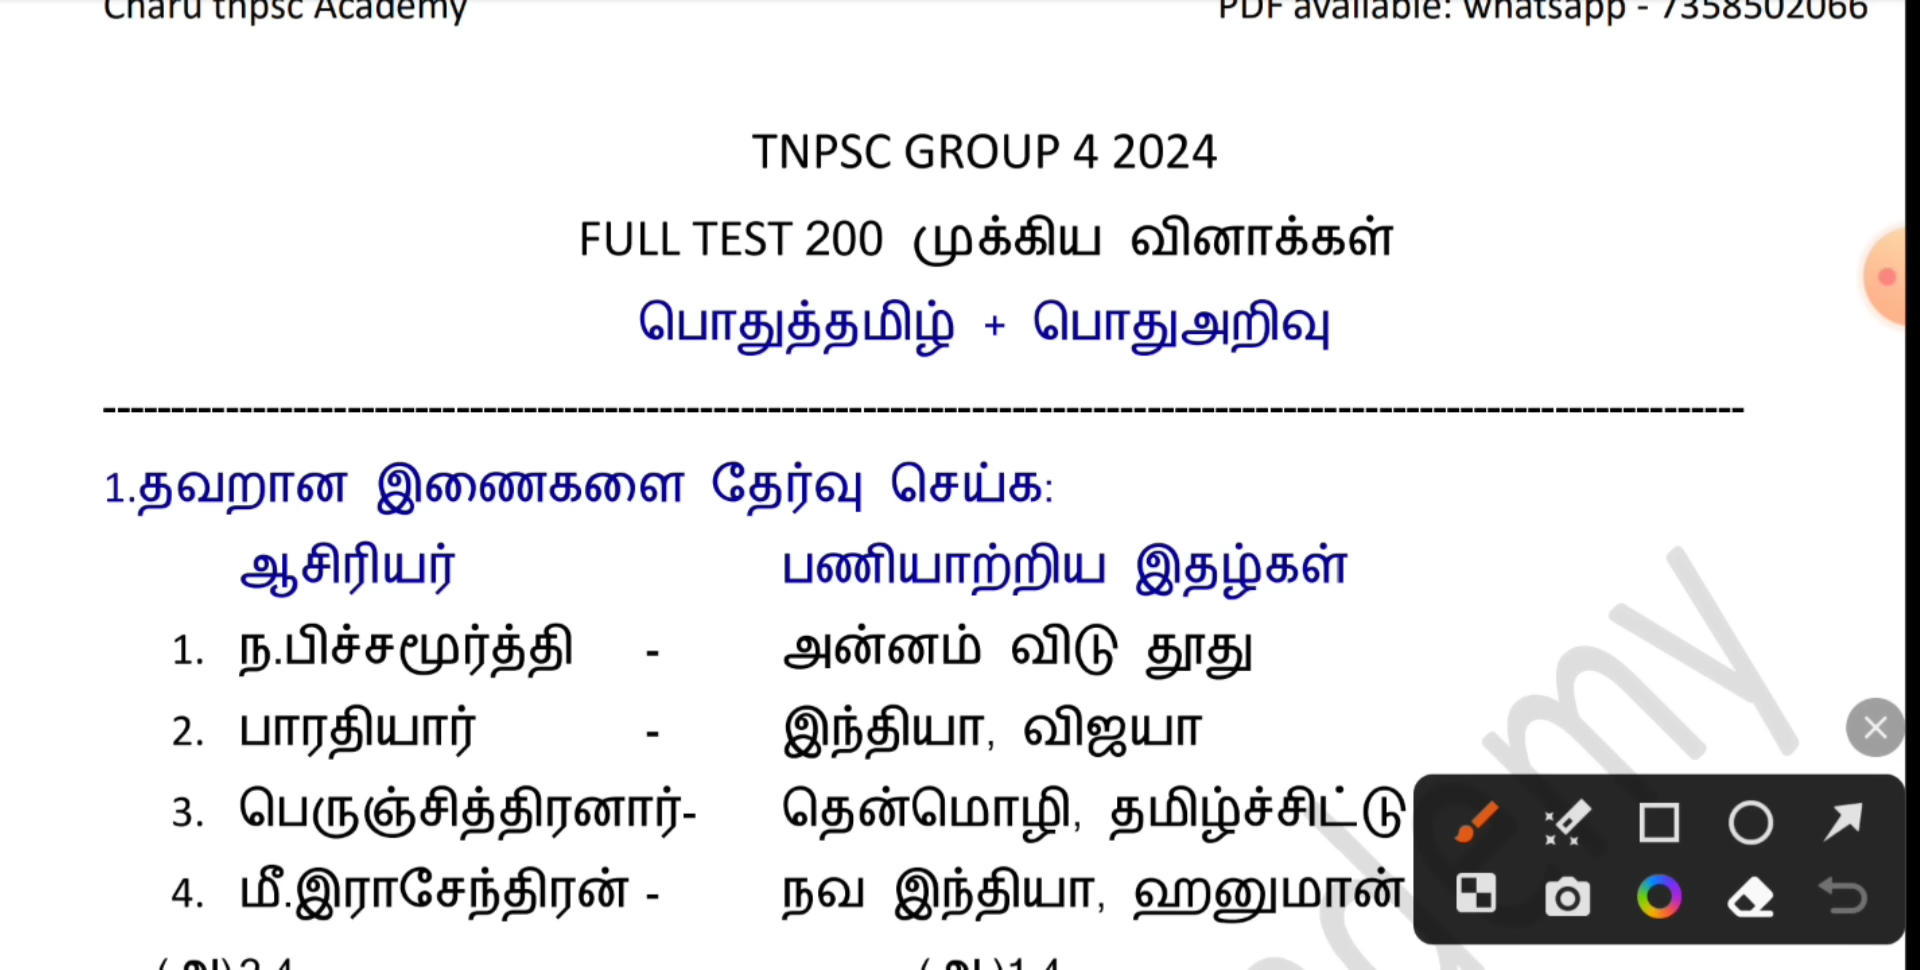 Charu tnpsc Academy PDF available: whatsapp - 7358502066
TNPSC GROUP 4 2024
FULL TEST 200 முக்கிய வினாக்கள்
பொதுத்தமிழ் + பொதுஅறிவு
--------------------------------------------------------------------------------
1.தவறான இணைகளை தேர்வு செய்க:
ஆசிரியர் பணியாற்றிய இதழ்கள்
1. ந.பிச்சமூர்த்தி - அன்னம் விடு தூது
2. பாரதியார் - இந்தியா, விஜயா
3. பெருஞ்சித்திரனார்- தென்மொழி, தமிழ்ச்சிட்டு
4. மீ.இராசேந்திரன் - நவ இந்தியா, ஹனுமான்